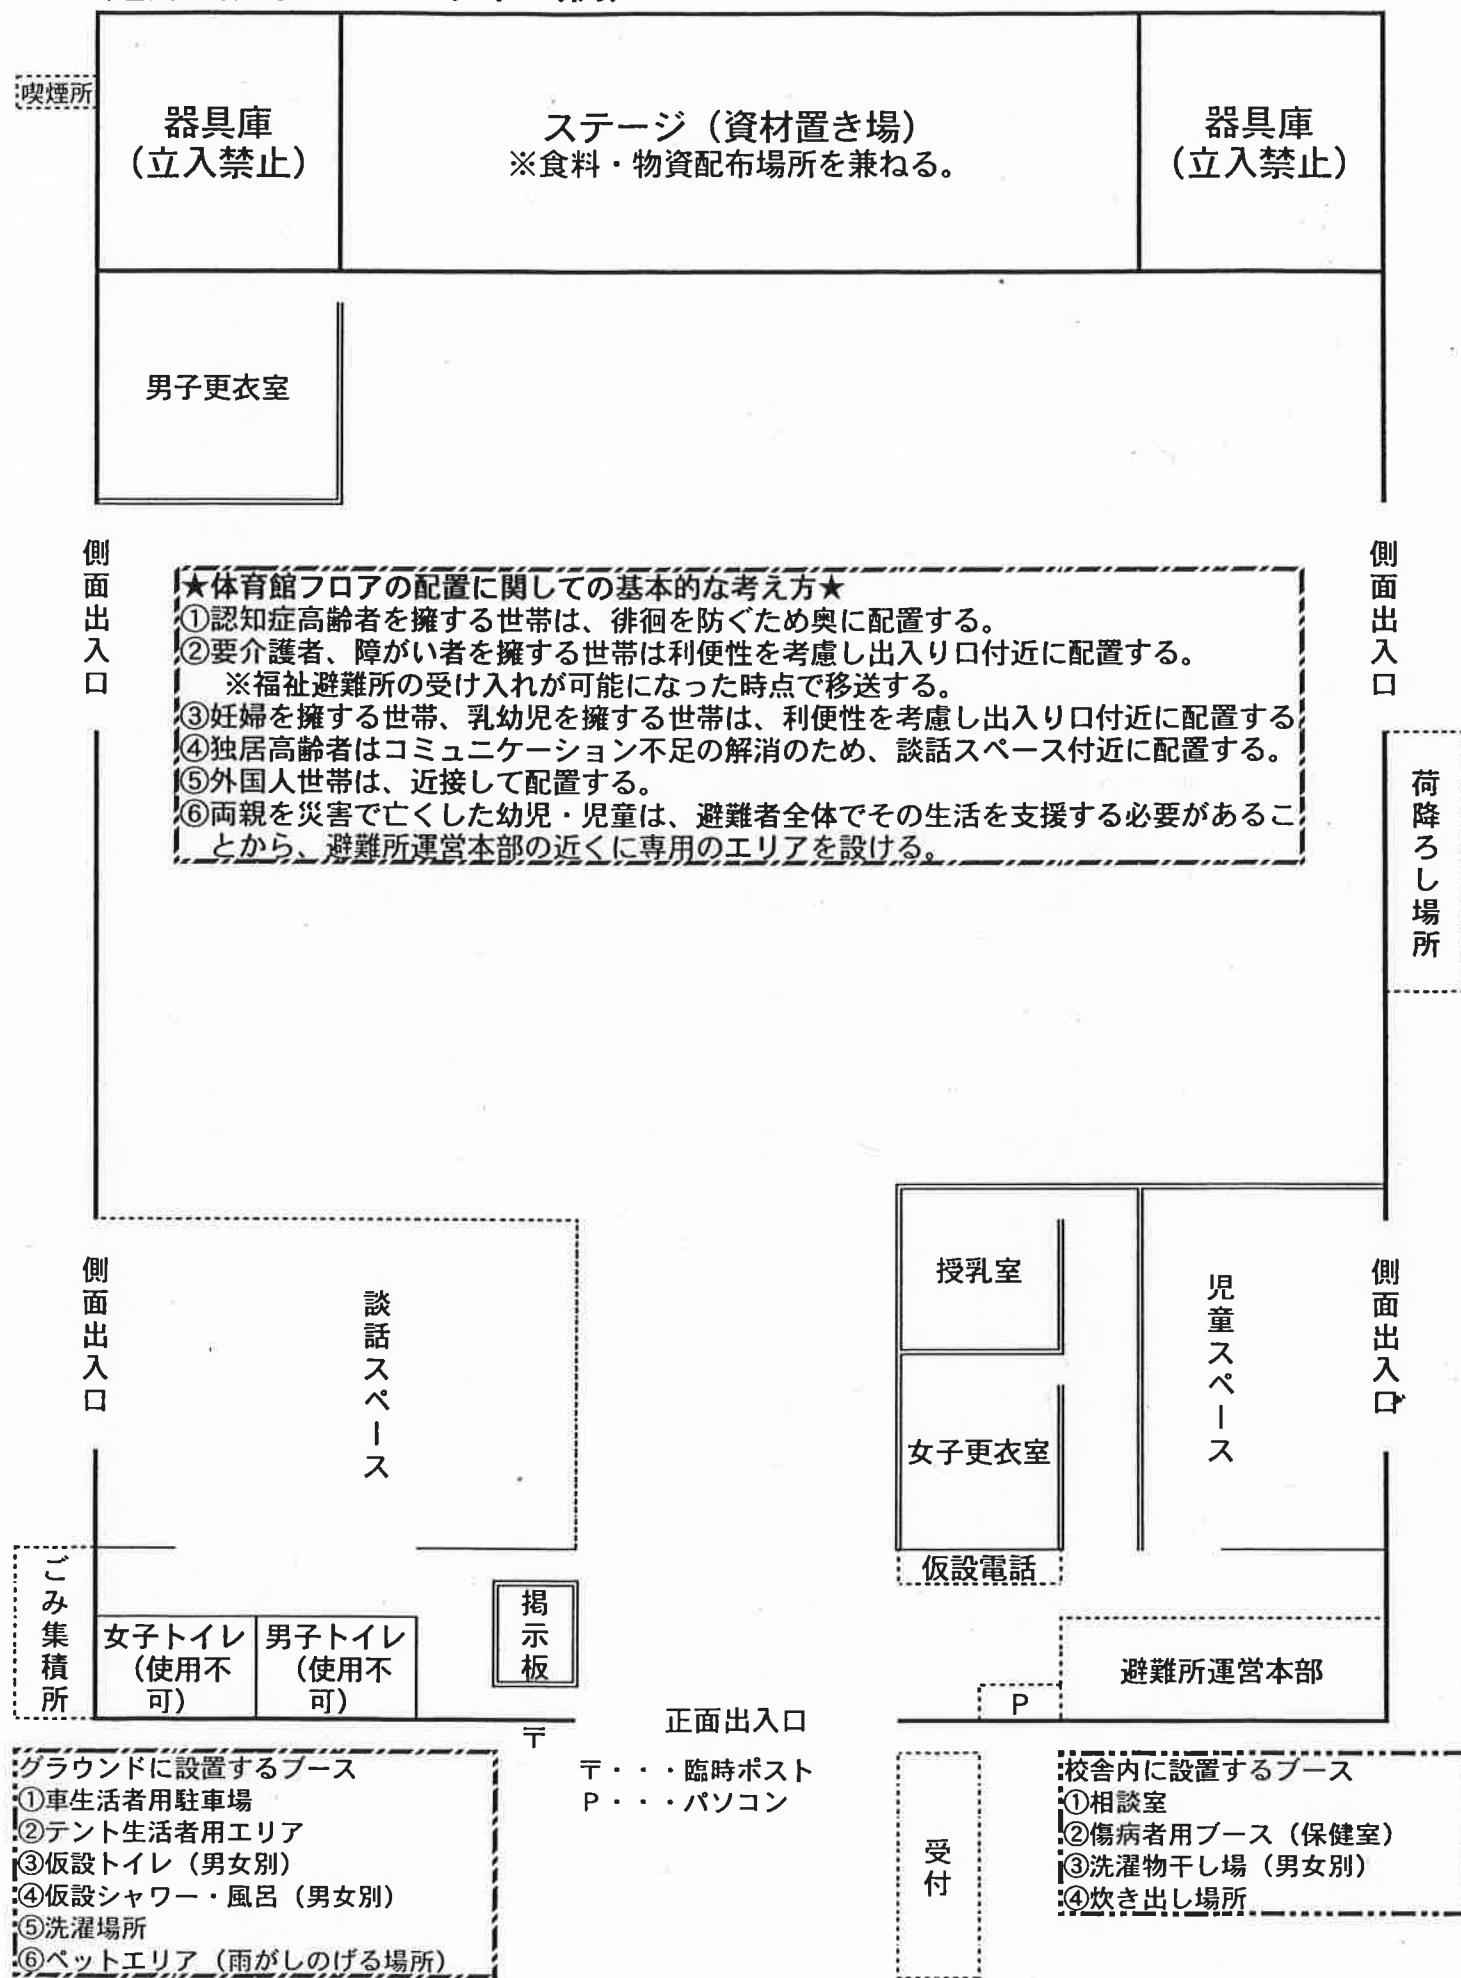 喫煙所
器具庫
(立入禁止)
ステージ（資材置き場）
※食料・物資配布場所を兼ねる。
器具庫
(立入禁止)
男子更衣室
側面出入口
側面出入口
★体育館フロアの配置に関しての基本的な考え方★
①認知症高齢者を擁する世帯は、徘徊を防ぐため奥に配置する。
②要介護者、障がい者を擁する世帯は利便性を考慮し出入り口付近に配置する。
※福祉避難所の受け入れが可能になった時点で移送する。
③妊婦を擁する世帯、乳幼児を擁する世帯は、利便性を考慮し出入り口付近に配置する
④独居高齢者はコミュニケーション不足の解消のため、談話スペース付近に配置する。
⑤外国人世帯は、近接して配置する。
⑥両親を災害で亡くした幼児・児童は、避難者全体でその生活を支援する必要があるこ
とから、避難所運営本部の近くに専用のエリアを設ける。
荷降ろし場所
側面出入口
談話スペース
授乳室
児童スペース
側面出入口
女子更衣室
仮設電話
ごみ集積所
女子トイレ
（使用不
可）
男子トイレ
（使用不
可）
掲示板
避難所運営本部
P
正面出入口
〒
〒・・・臨時ポスト
P・・・パソコン
受付
グラウンドに設置するブース
①車生活者用駐車場
②テント生活者用エリア
③仮設トイレ（男女別）
④仮設シャワー・風呂（男女別）
⑤洗濯場所
⑥ペットエリア（雨がしのげる場所）
校舎内に設置するブース
①相談室
②傷病者用ブース（保健室）
③洗濯物干し場（男女別）
④炊き出し場所